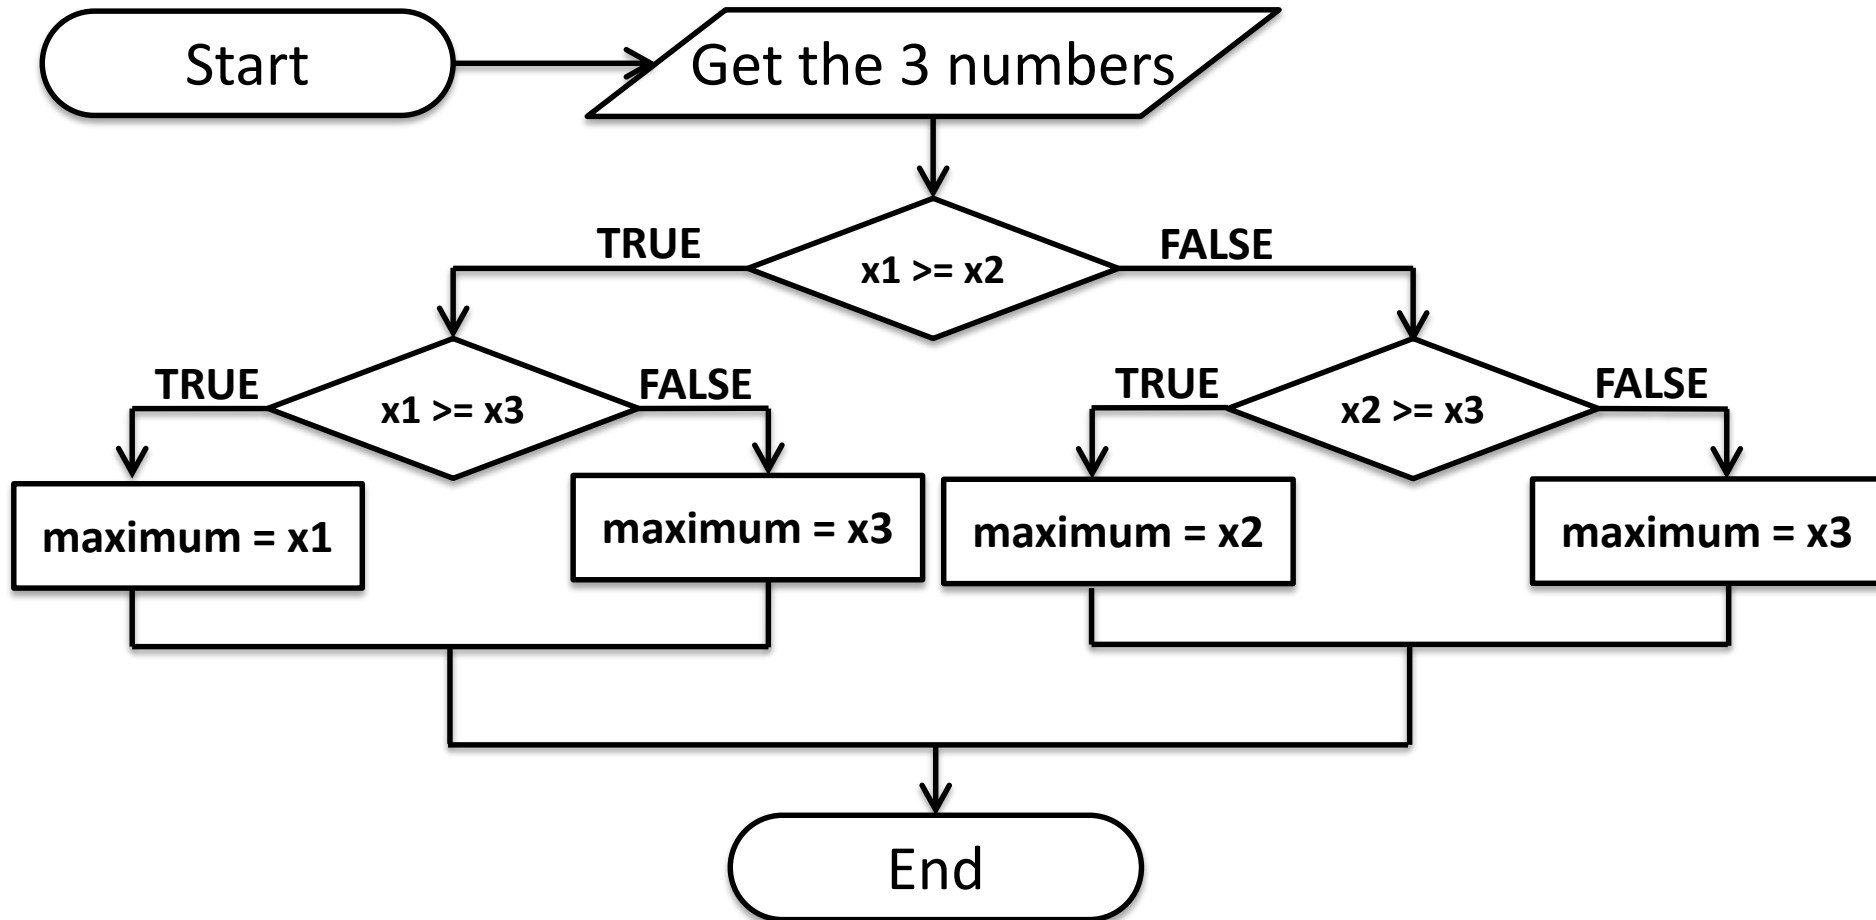 Start
Get the 3 numbers
TRUE
FALSE
x1 >= x2
TRUE
FALSE
TRUE
FALSE
x1 >= x3
x2 >= x3
maximum = x1
maximum = x3
maximum = x2
maximum = x3
End